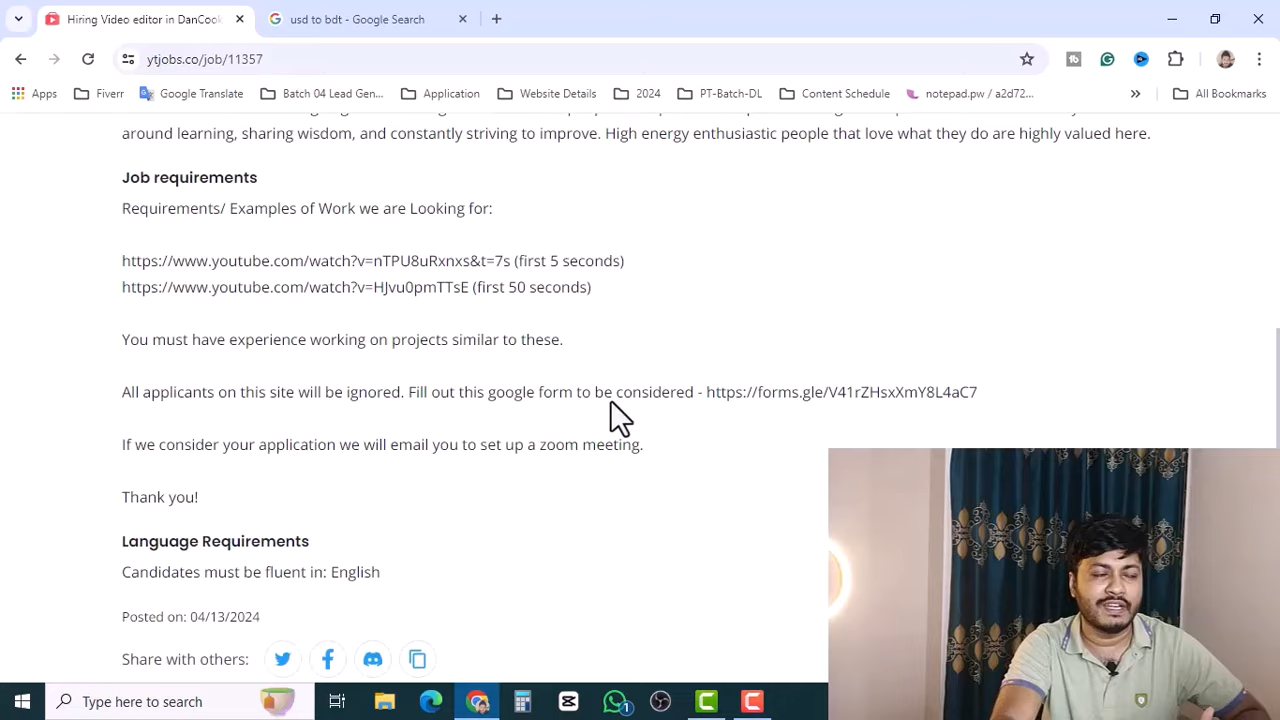 Hiring Video editor in DanCook
usd to bdt - Google Search
ytjobs.co/job/11357
Apps
Fiverr
Google Translate
Batch 04 Lead Gen...
Application
Website Details
2024
PT-Batch-DL
Content Schedule
notepad.pw / a2d72...
All Bookmarks
around learning, sharing wisdom, and constantly striving to improve. High energy enthusiastic people that love what they do are highly valued here.
Job requirements
Requirements/ Examples of Work we are Looking for:
https://www.youtube.com/watch?v=nTPU8uRxnxs&t=7s (first 5 seconds)
https://www.youtube.com/watch?v=HJvu0pmTTsE (first 50 seconds)
You must have experience working on projects similar to these.
All applicants on this site will be ignored. Fill out this google form to be considered - https://forms.gle/V41rZHsxXmY8L4aC7
If we consider your application we will email you to set up a zoom meeting.
Thank you!
Language Requirements
Candidates must be fluent in: English
Posted on: 04/13/2024
Share with others:
Type here to search
1